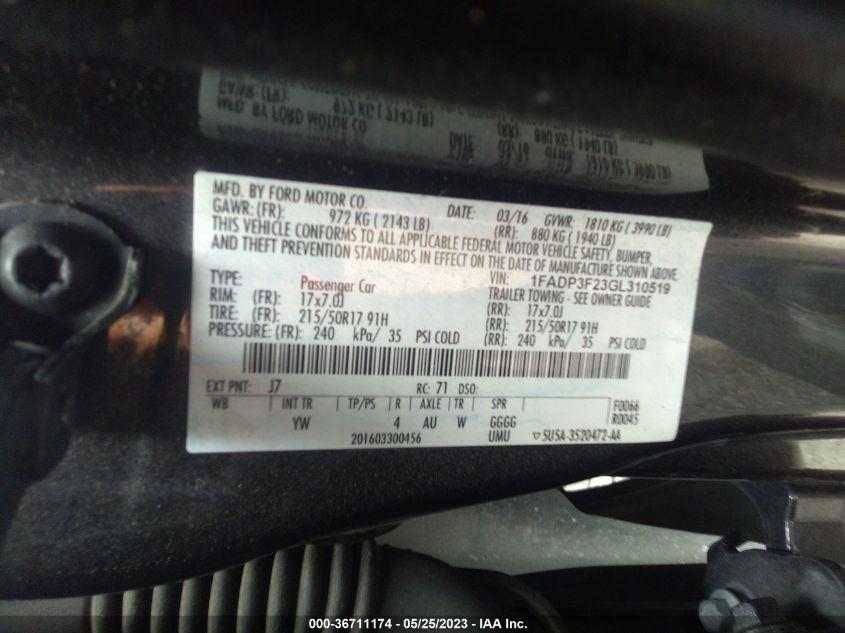 MFD. BY FORD MOTOR CO.
DATE: 03/16 GVWR: 1810 KG ( 3990 LB)
GAWR: (FR): 972 KG ( 2143 LB) (RR): 880 KG ( 1940 LB)
THIS VEHICLE CONFORMS TO ALL APPLICABLE FEDERAL MOTOR VEHICLE SAFETY, BUMPER,
AND THEFT PREVENTION STANDARDS IN EFFECT ON THE DATE OF MANUFACTURE SHOWN ABOVE.
VIN: 1FADP3F23GL310519
TYPE: Passenger Car TRAILER TOWING - SEE OWNER GUIDE
RIM: (FR): 17x7.0J (RR): 17x7.0J
TIRE: (FR): 215/50R17 91H (RR): 215/50R17 91H
PRESSURE: (FR): 240 kPa/ 35 PSI COLD (RR): 240 kPa/ 35 PSI COLD
EXT PNT: J7 RC: 71 DSO:
WB INT TR TP/PS R AXLE TR SPR F0066
YW 4 AU W GGGG R0045
201603300456 UMU ▽ 5U5A-3520472-AA
000-36711174 - 05/25/2023 - IAA Inc.